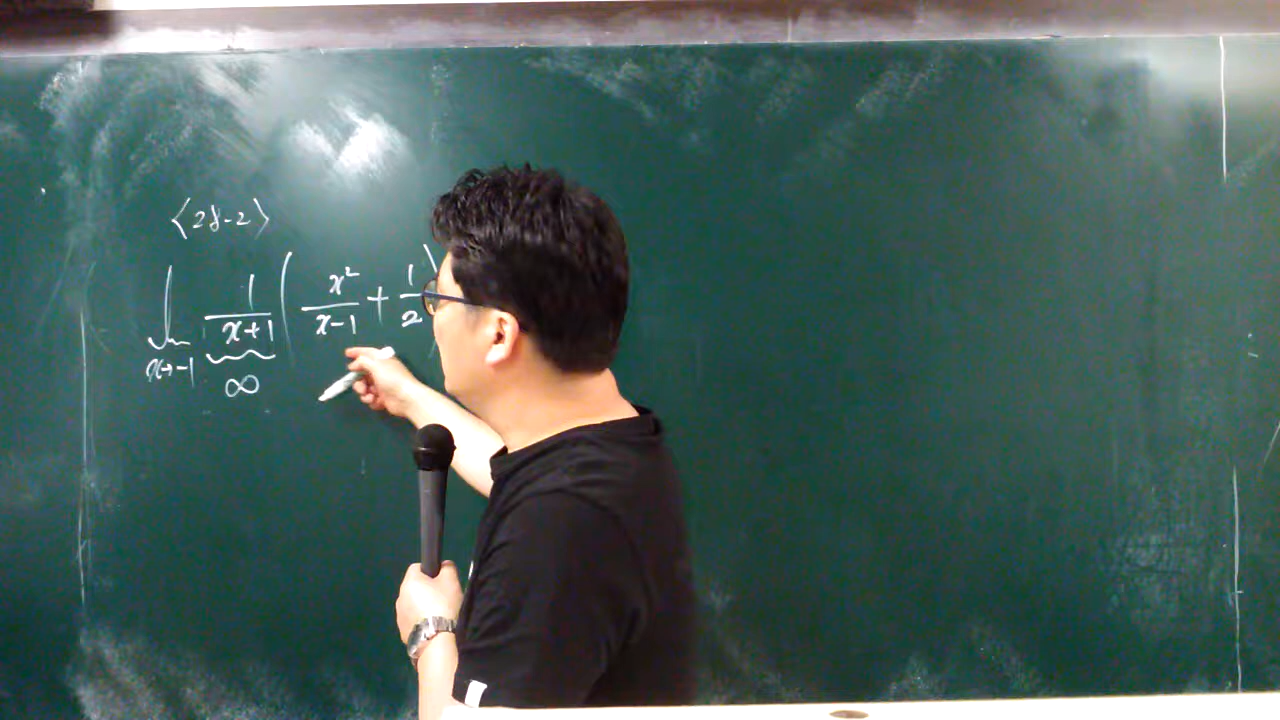 <28-2>
lim x→-1 1/(x+1) ( x²/(x-1) + 1/2 )
∞